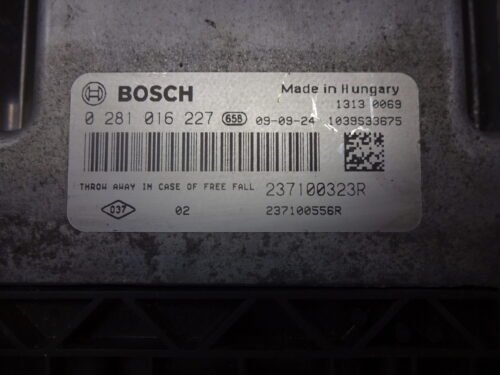 BOSCH Made in Hungary
1313 0069
0 281 016 227 658 09-09-24 1039S33675
THROW AWAY IN CASE OF FREE FALL 237100323R
037 02 237100556R